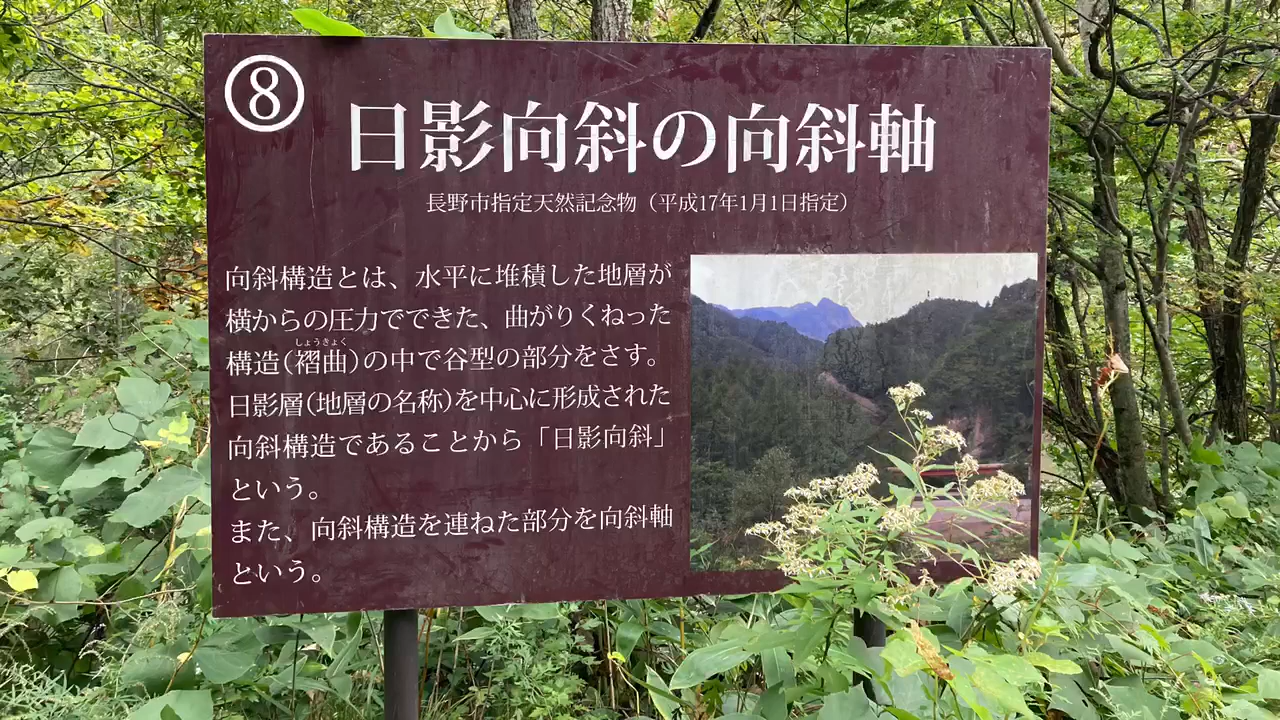 ⑧
日影向斜の向斜軸
長野市指定天然記念物（平成17年1月1日指定）
向斜構造とは、水平に堆積した地層が
横からの圧力でできた、曲がりくねった
しょうきょく
構造(褶曲)の中で谷型の部分をさす。
日影層(地層の名称)を中心に形成された
向斜構造であることから「日影向斜」
という。
また、向斜構造を連ねた部分を向斜軸
という。